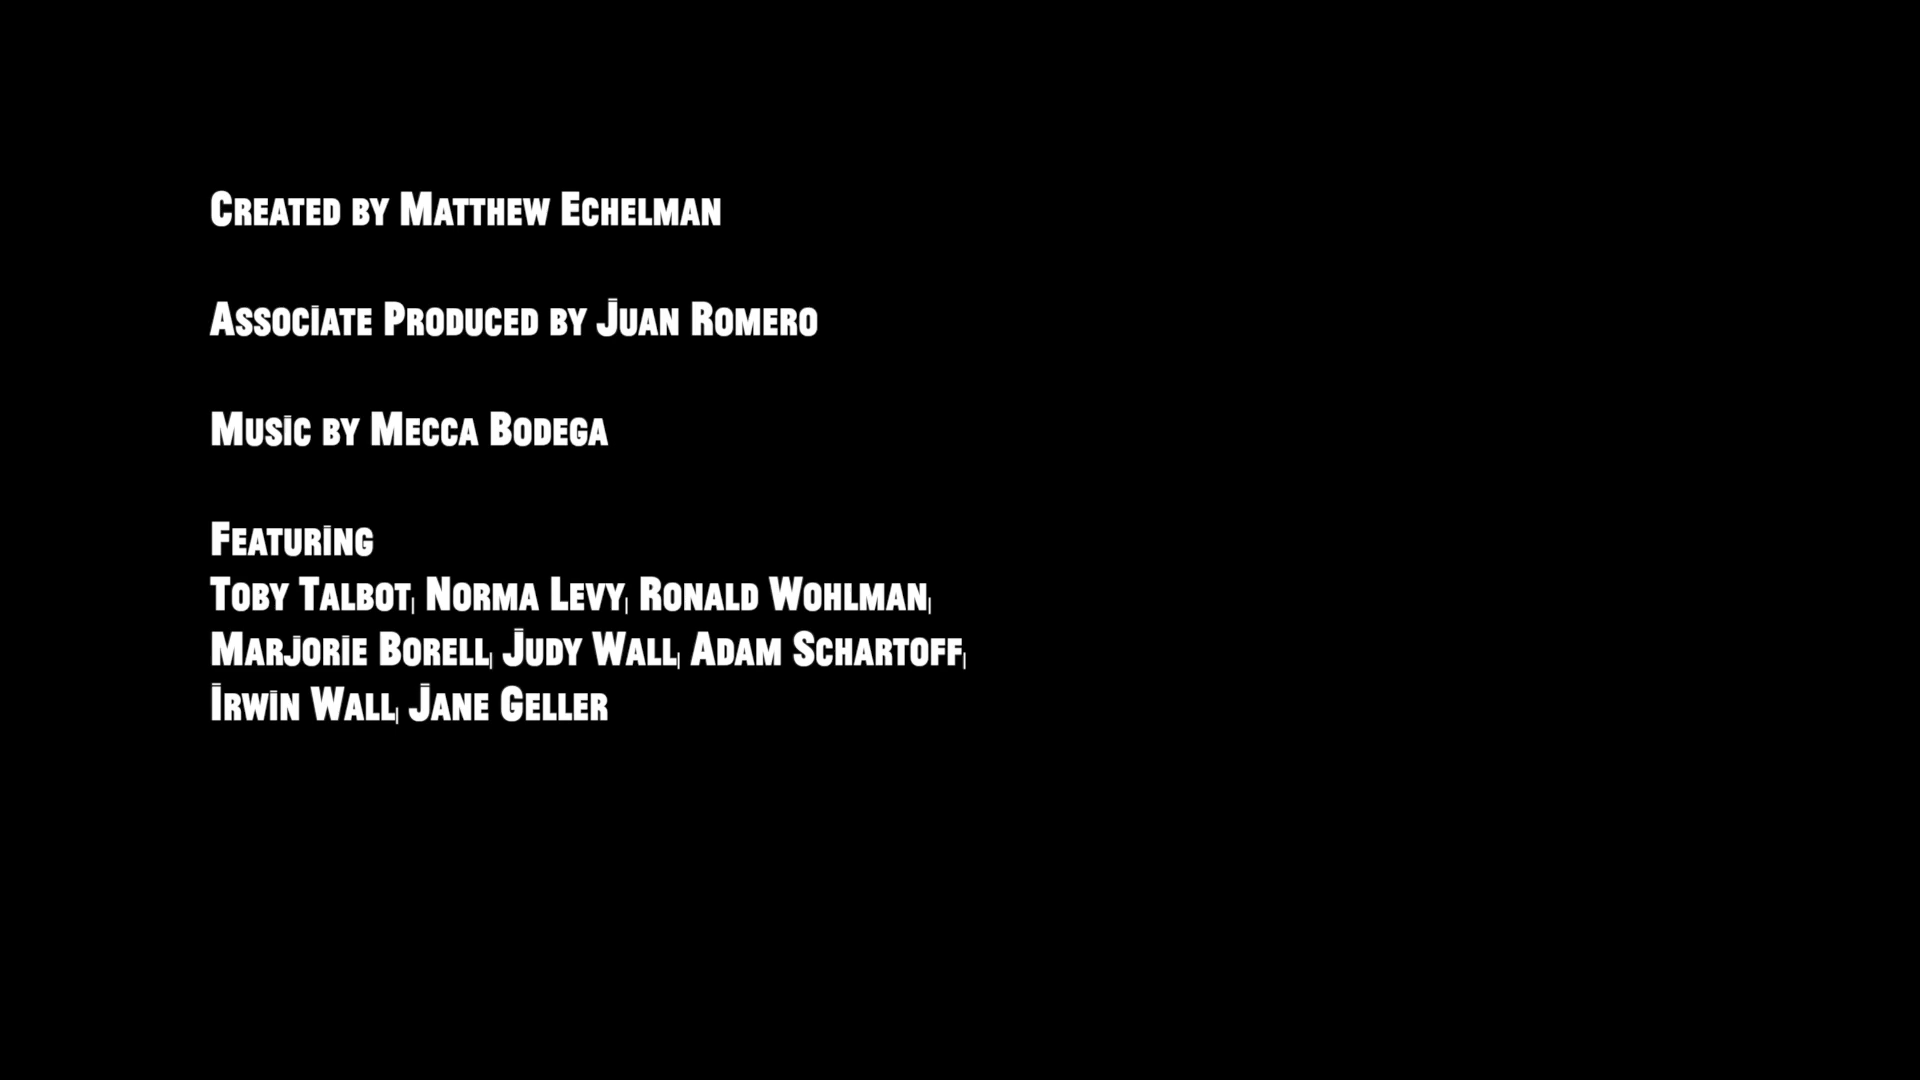 Created by Matthew Echelman
Associate Produced by Juan Romero
Music by Mecca Bodega
Featuring
Toby Talbot, Norma Levy, Ronald Wohlman,
Marjorie Borell, Judy Wall, Adam Schartoff,
Irwin Wall, Jane Geller